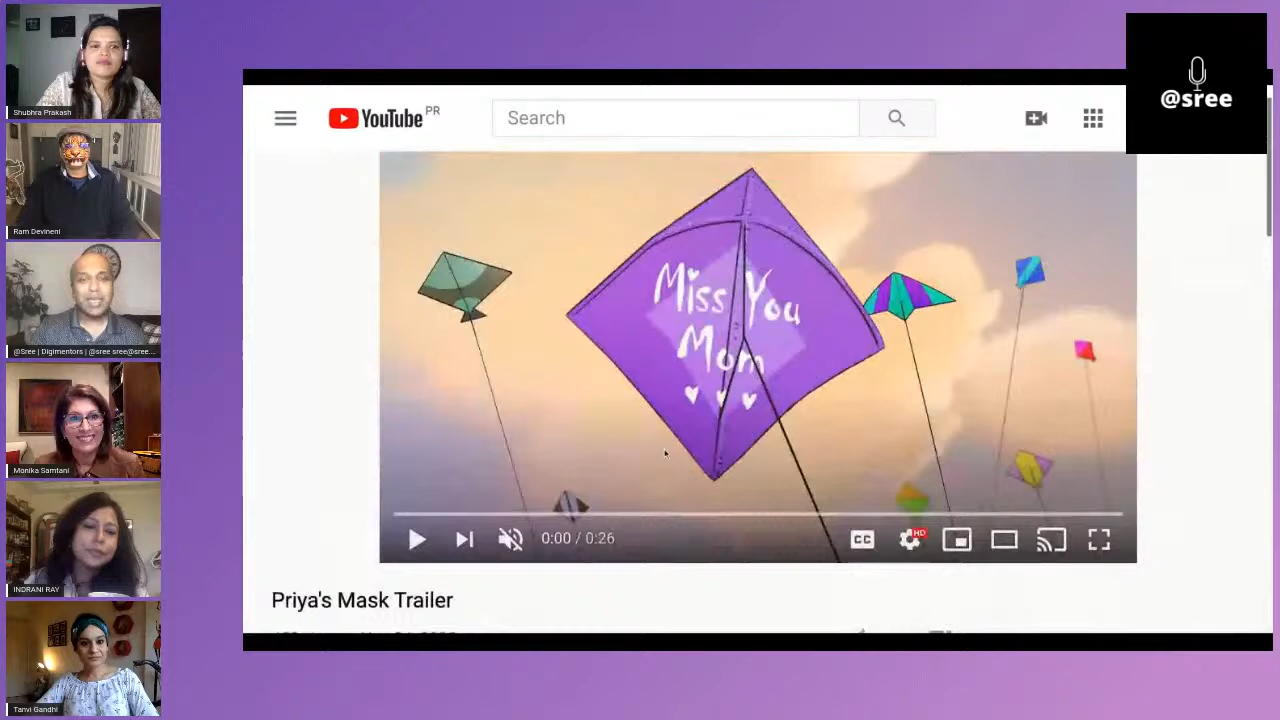 Shubhra Prakash
Ram Devineni
@Sree | Digimentors | @sree sree@sree....
Monika Samtani
INDRANI RAY
Tanvi Gandhi
YouTube PR
Search
@sree
Miss You
Mom
0:00 / 0:26
CC
HD
Priya's Mask Trailer